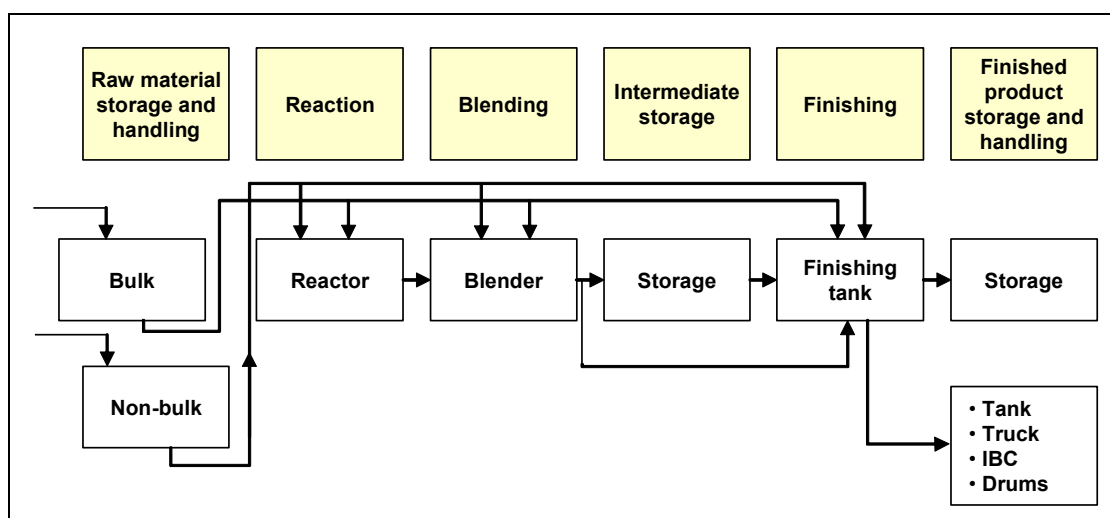 Raw material
storage and
handling
Reaction
Blending
Intermediate
storage
Finishing
Finished
product
storage and
handling
Bulk
Reactor
Blender
Storage
Finishing
tank
Storage
Non-bulk
• Tank
• Truck
• IBC
• Drums